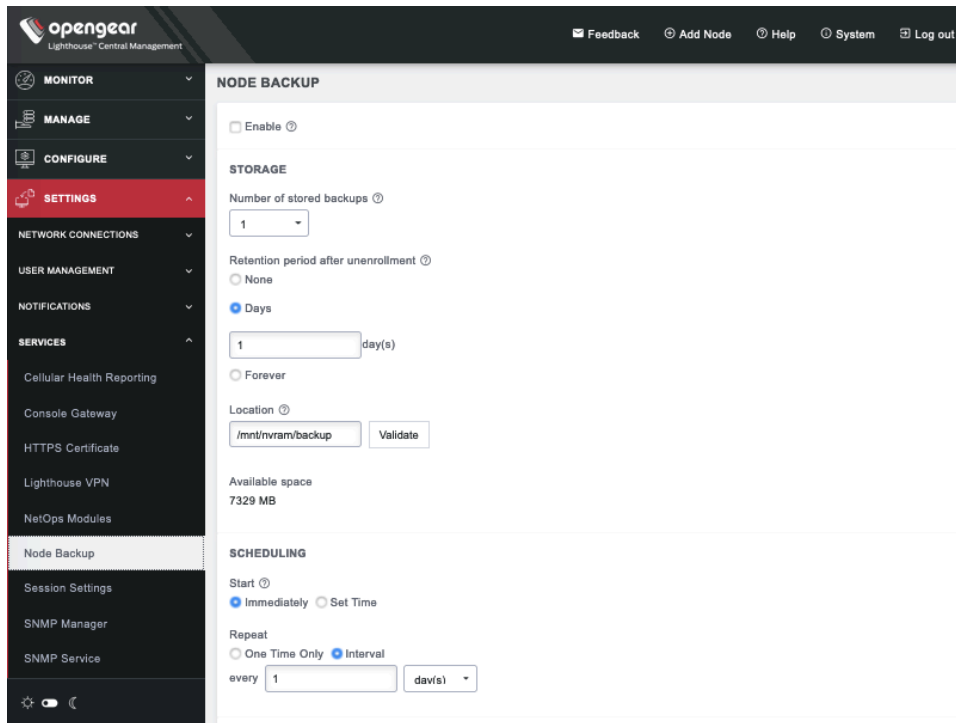 opengear
Lighthouse™ Central Management
Feedback
Add Node
Help
System
Log out
MONITOR
MANAGE
CONFIGURE
SETTINGS
NETWORK CONNECTIONS
USER MANAGEMENT
NOTIFICATIONS
SERVICES
Cellular Health Reporting
Console Gateway
HTTPS Certificate
Lighthouse VPN
NetOps Modules
Node Backup
Session Settings
SNMP Manager
SNMP Service
NODE BACKUP
Enable
STORAGE
Number of stored backups
1
Retention period after unenrollment
None
Days
1 day(s)
Forever
Location
/mnt/nvram/backup Validate
Available space
7329 MB
SCHEDULING
Start
Immediately Set Time
Repeat
One Time Only Interval
every 1 day(s)